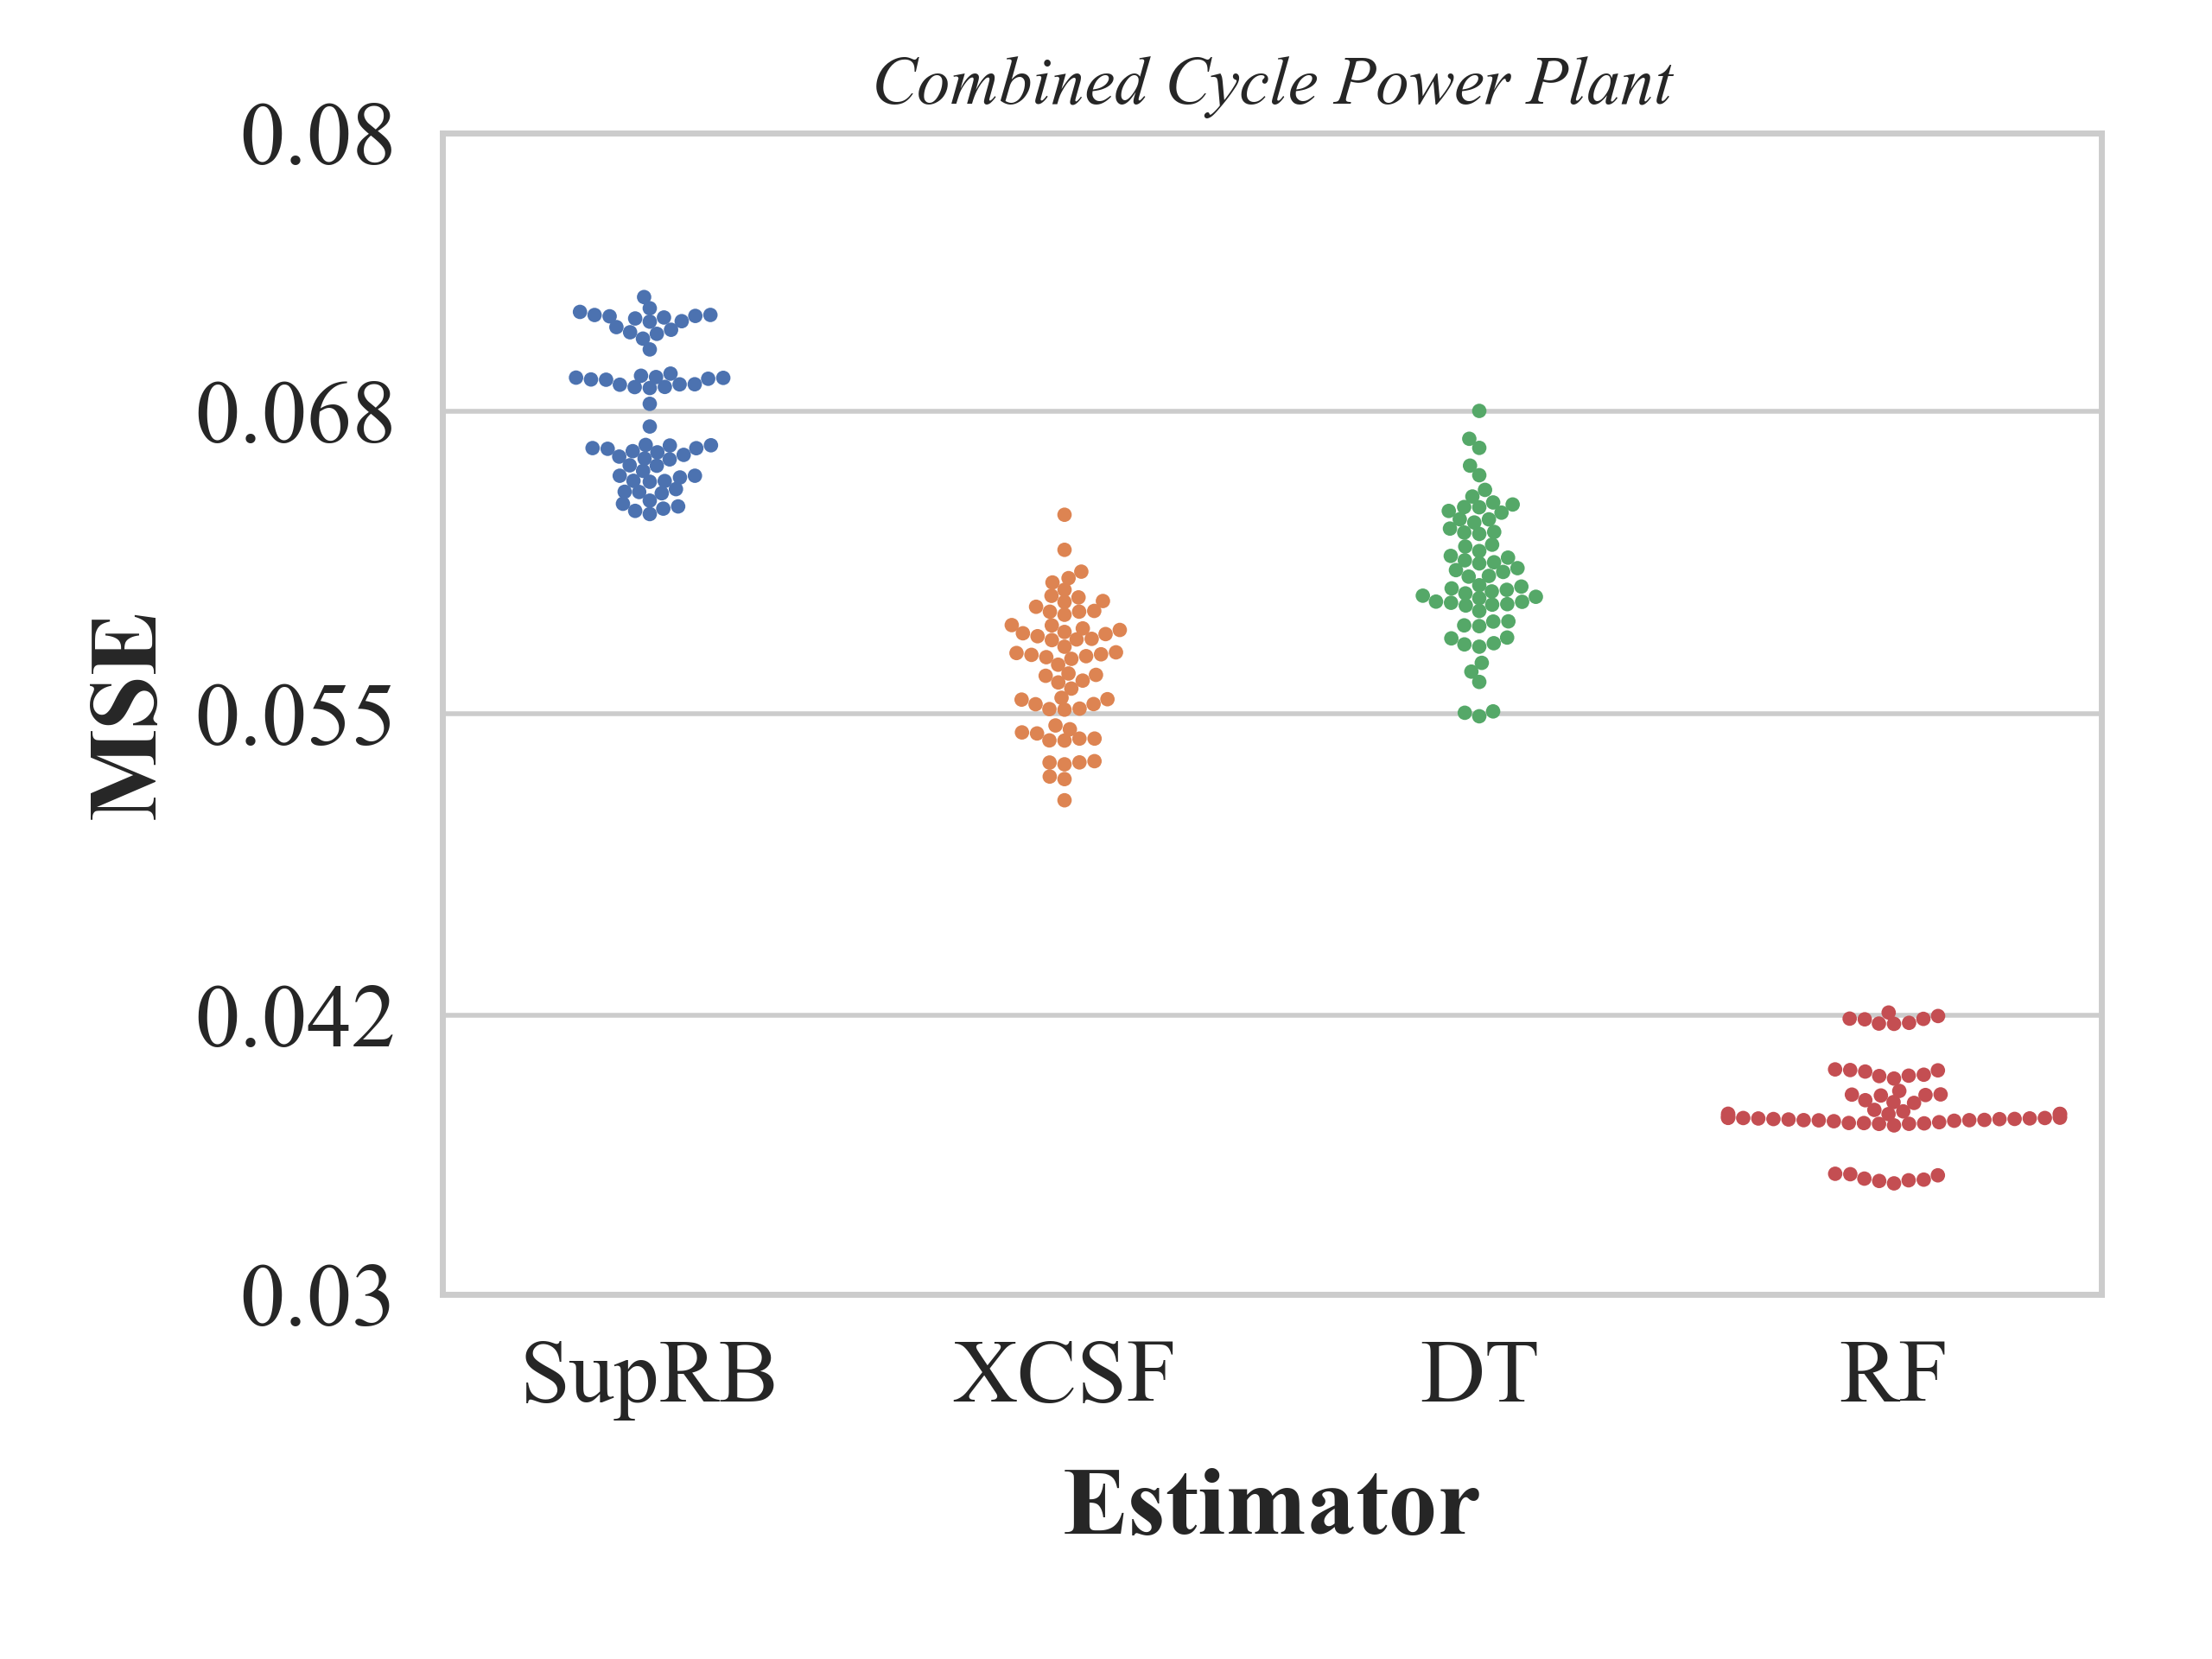 Combined Cycle Power Plant
0.08
0.068
0.055
0.042
0.03
MSE
SupRB XCSF DT RF
Estimator